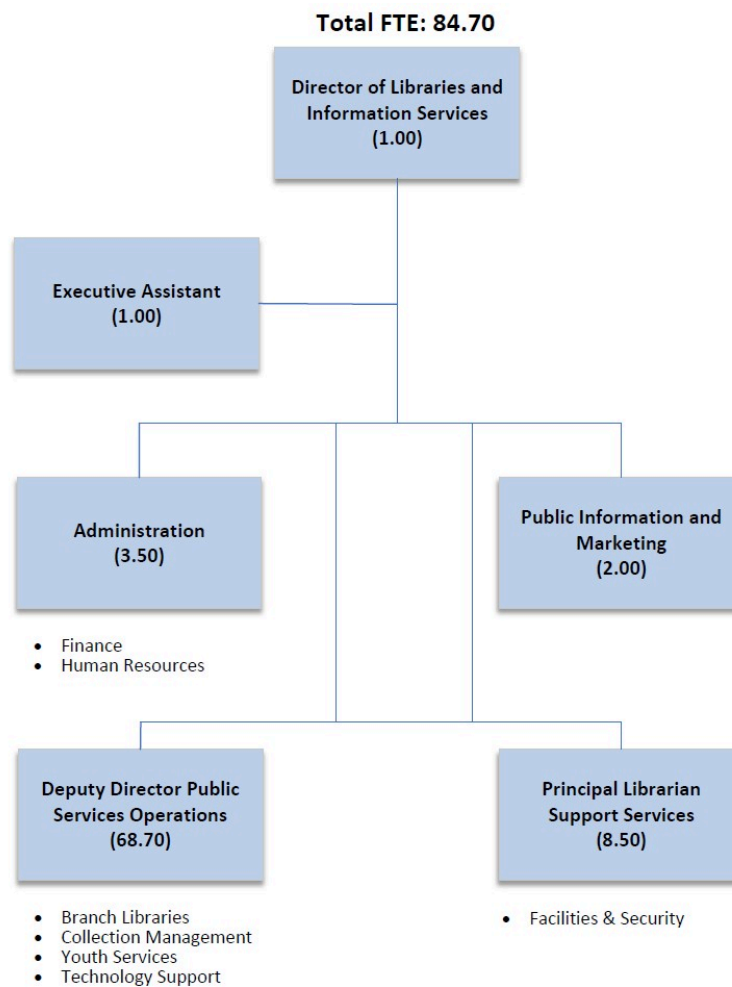 Total FTE: 84.70
Director of Libraries and
Information Services
(1.00)
Executive Assistant
(1.00)
Administration
(3.50)
• Finance
• Human Resources
Public Information and
Marketing
(2.00)
Deputy Director Public
Services Operations
(68.70)
• Branch Libraries
• Collection Management
• Youth Services
• Technology Support
Principal Librarian
Support Services
(8.50)
• Facilities & Security